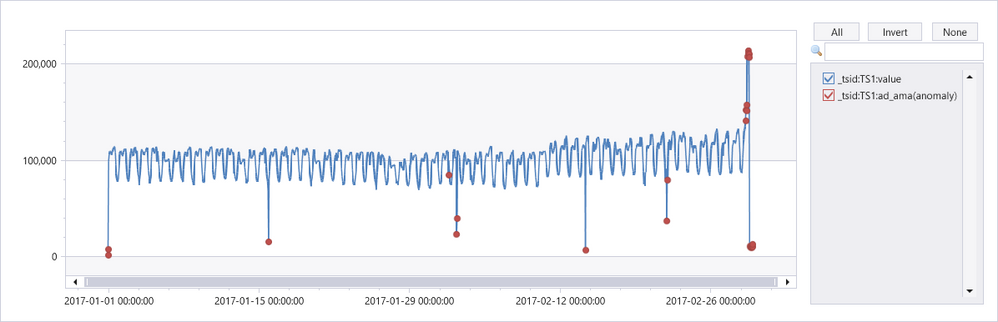 All Invert None
200,000
100,000
0
2017-01-01 00:00:00 2017-01-15 00:00:00 2017-01-29 00:00:00 2017-02-12 00:00:00 2017-02-26 00:00:00
_tsid:TS1:value
_tsid:TS1:ad_ama(anomaly)